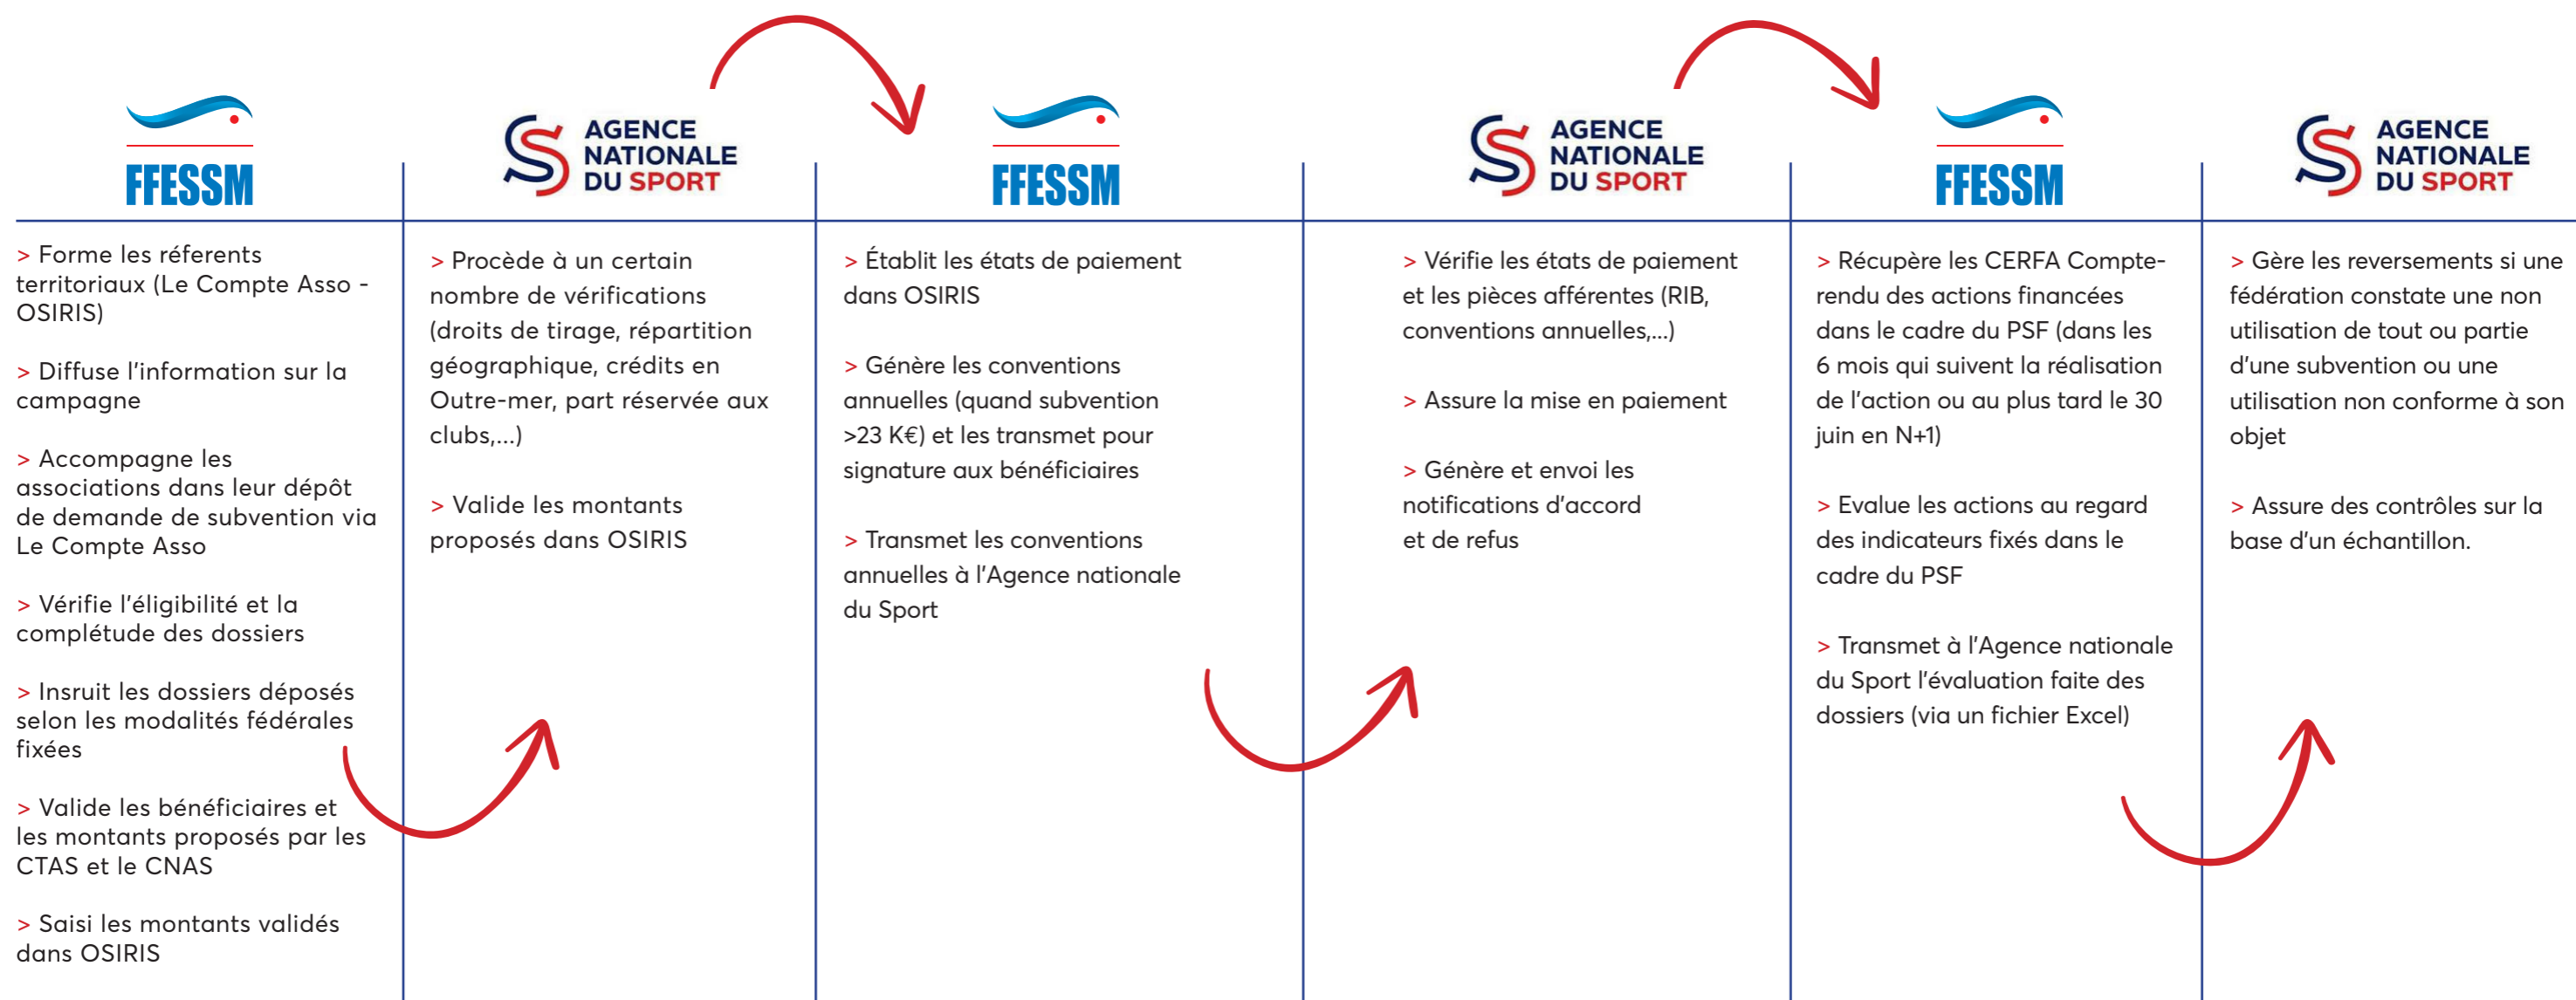 FFESSM
> Forme les réferents
territoriaux (Le Compte Asso -
OSIRIS)
> Diffuse l'information sur la
campagne
> Accompagne les
associations dans leur dépôt
de demande de subvention via
Le Compte Asso
> Vérifie l'éligibilité et la
complétude des dossiers
> Insruit les dossiers déposés
selon les modalités fédérales
fixées
> Valide les bénéficiaires et
les montants proposés par les
CTAS et le CNAS
> Saisi les montants validés
dans OSIRIS
AGENCE
NATIONALE
DU SPORT
> Procède à un certain
nombre de vérifications
(droits de tirage, répartition
géographique, crédits en
Outre-mer, part réservée aux
clubs,...)
> Valide les montants
proposés dans OSIRIS
FFESSM
> Établit les états de paiement
dans OSIRIS
> Génère les conventions
annuelles (quand subvention
>23 K€) et les transmet pour
signature aux bénéficiaires
> Transmet les conventions
annuelles à l'Agence nationale
du Sport
AGENCE
NATIONALE
DU SPORT
> Vérifie les états de paiement
et les pièces afférentes (RIB,
conventions annuelles,...)
> Assure la mise en paiement
> Génère et envoi les
notifications d'accord
et de refus
FFESSM
> Récupère les CERFA Compte-
rendu des actions financées
dans le cadre du PSF (dans les
6 mois qui suivent la réalisation
de l'action ou au plus tard le 30
juin en N+1)
> Evalue les actions au regard
des indicateurs fixés dans le
cadre du PSF
> Transmet à l'Agence nationale
du Sport l'évaluation faite des
dossiers (via un fichier Excel)
AGENCE
NATIONALE
DU SPORT
> Gère les reversements si une
fédération constate une non
utilisation de tout ou partie
d'une subvention ou une
utilisation non conforme à son
objet
> Assure des contrôles sur la
base d'un échantillon.